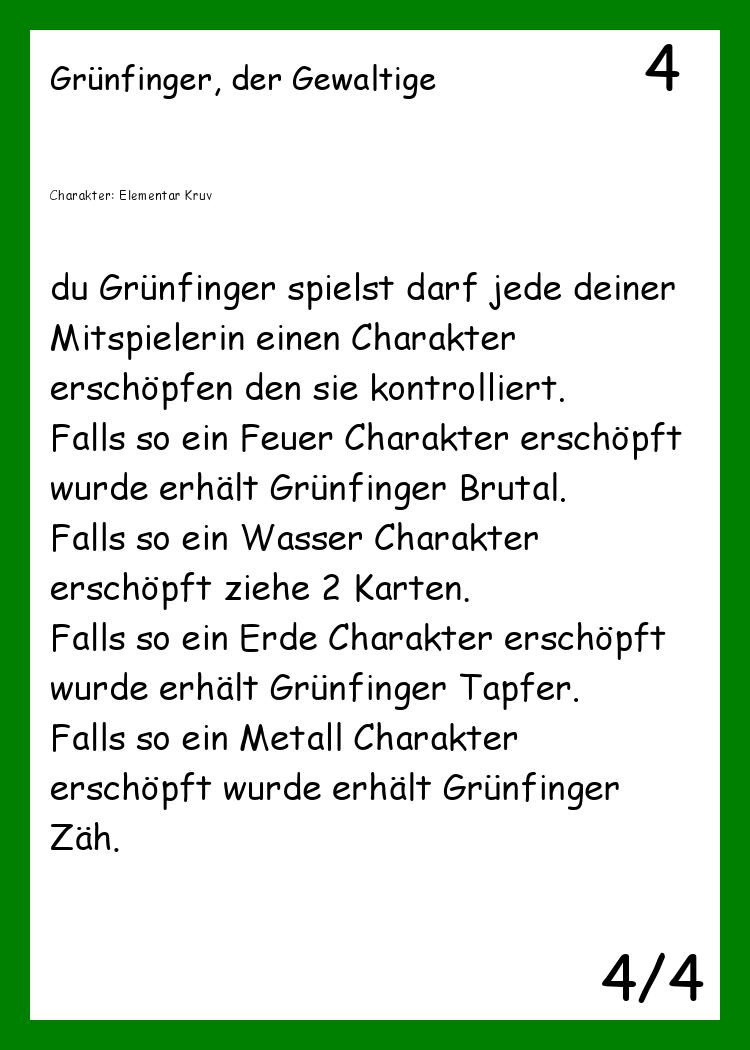 Grünfinger, der Gewaltige
4
Charakter: Elementar Kruv
du Grünfinger spielst darf jede deiner
Mitspielerin einen Charakter
erschöpfen den sie kontrolliert.
Falls so ein Feuer Charakter erschöpft
wurde erhält Grünfinger Brutal.
Falls so ein Wasser Charakter
erschöpft ziehe 2 Karten.
Falls so ein Erde Charakter erschöpft
wurde erhält Grünfinger Tapfer.
Falls so ein Metall Charakter
erschöpft wurde erhält Grünfinger
Zäh.
4/4